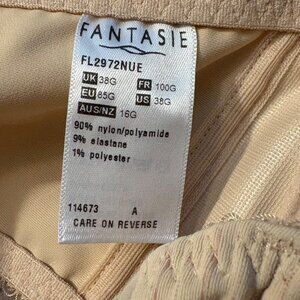 FANTASIE
FL2972NUE
UK 38G FR 100G
EU 85G US 38G
AUS/NZ 16G
90% nylon/polyamide
9% elastane
1% polyester
114673 A
CARE ON REVERSE